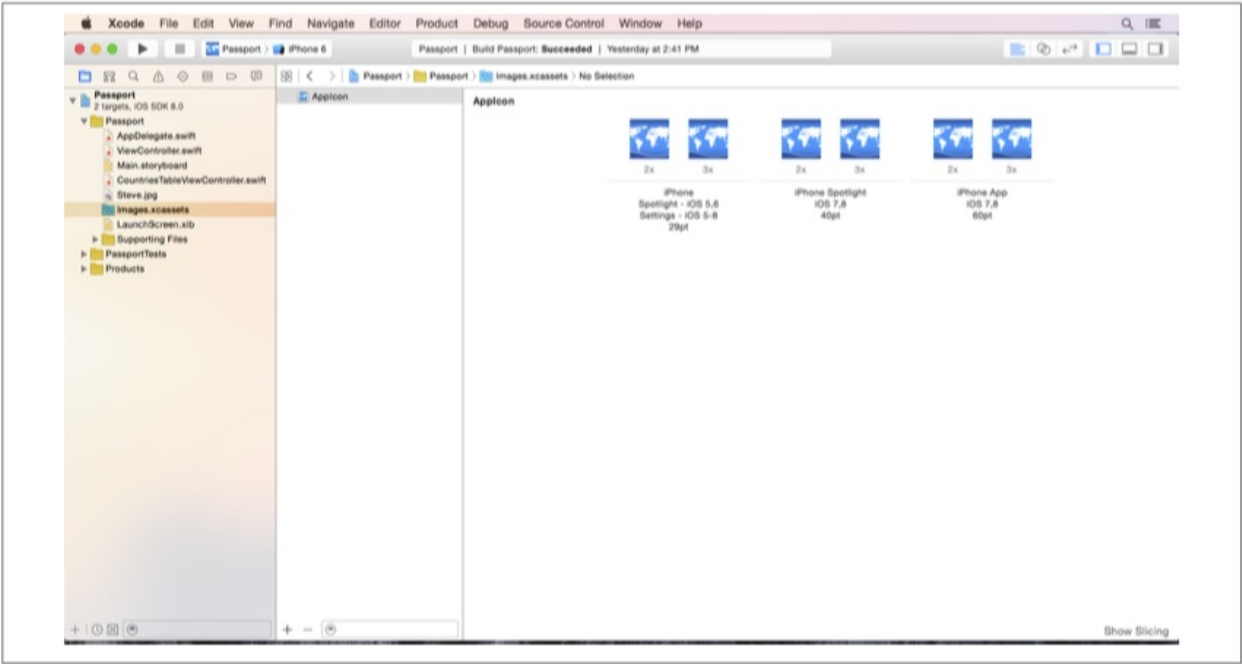 Xcode File Edit View Find Navigate Editor Product Debug Source Control Window Help
Passport iPhone 6 Passport | Build Passport: Succeeded | Yesterday at 2:41 PM
Passport Passport Images.xcassets No Selection
Passport
2 targets, iOS SDK 8.0
Passport
AppDelegate.swift
ViewController.swift
Main.storyboard
CountriesTableViewController.swift
Steve.jpg
Images.xcassets
LaunchScreen.xib
Supporting Files
PassportTests
Products
AppIcon
AppIcon
2x 3x 2x 3x 2x 3x
iPhone
Spotlight - iOS 5,6
Settings - iOS 5-8
29pt
iPhone Spotlight
iOS 7,8
40pt
iPhone App
iOS 7,8
60pt
Show Slicing